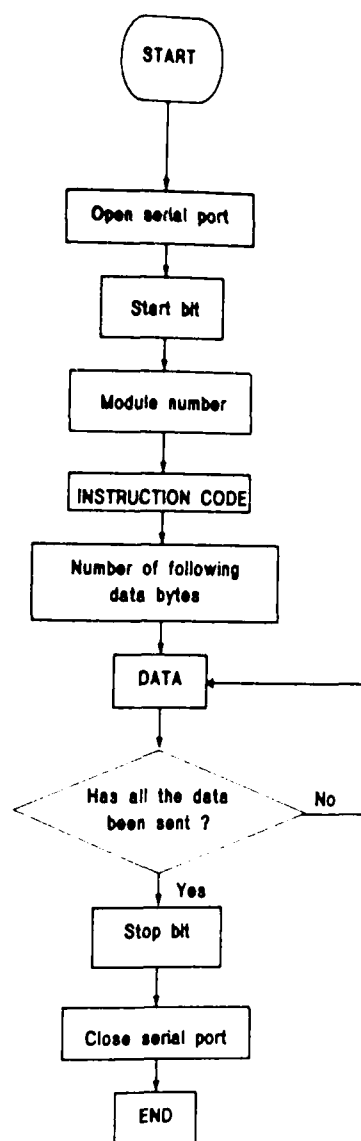 START
Open serial port
Start bit
Module number
INSTRUCTION CODE
Number of following
data bytes
DATA
Has all the data
been sent ?
No
Yes
Stop bit
Close serial port
END